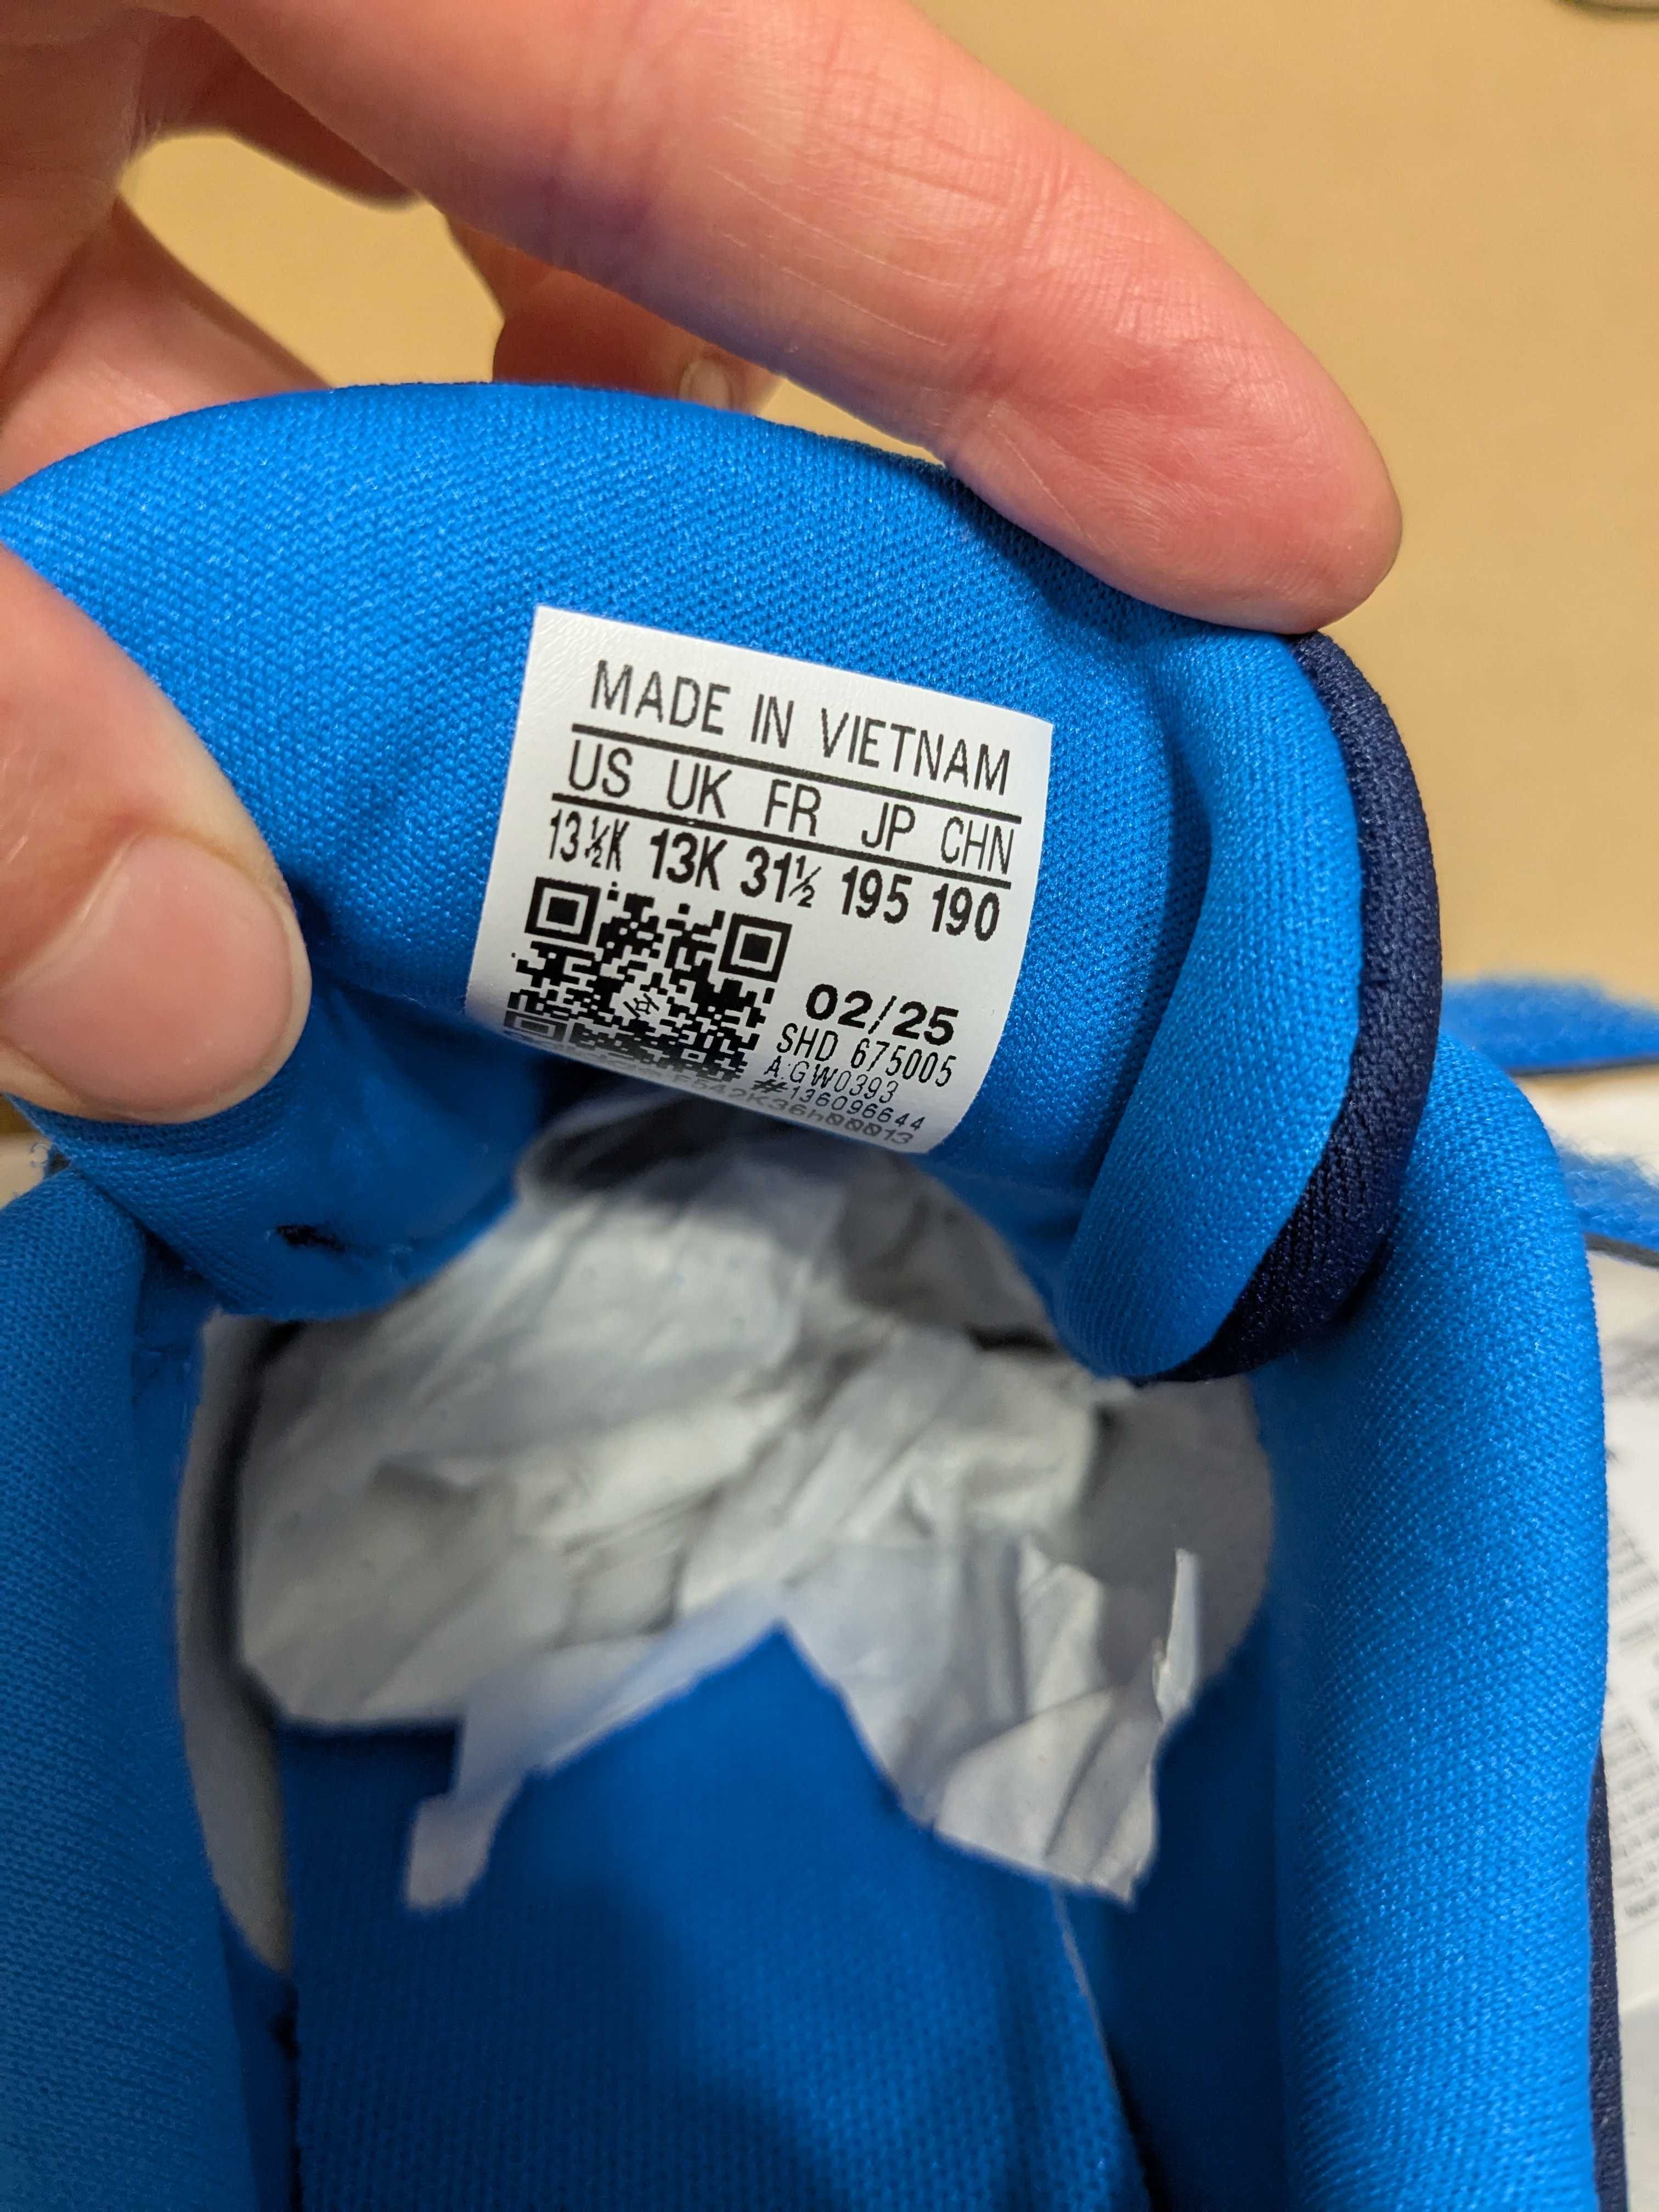 MADE IN VIETNAM
US UK FR JP CHN
13½K 13K 31½ 195 190
02/25
SHD 675005
A:GW0393
#:136096644